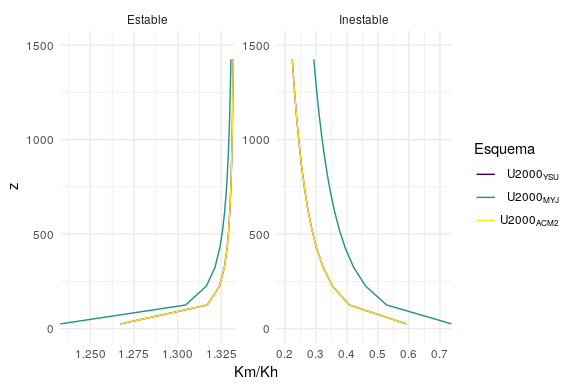 Estable Inestable
1500 1500
1000 1000
500 500
0 0
z
1.250 1.275 1.300 1.325 0.2 0.3 0.4 0.5 0.6 0.7
Km/Kh
Esquema
U2000YSU
U2000MYJ
U2000ACM2